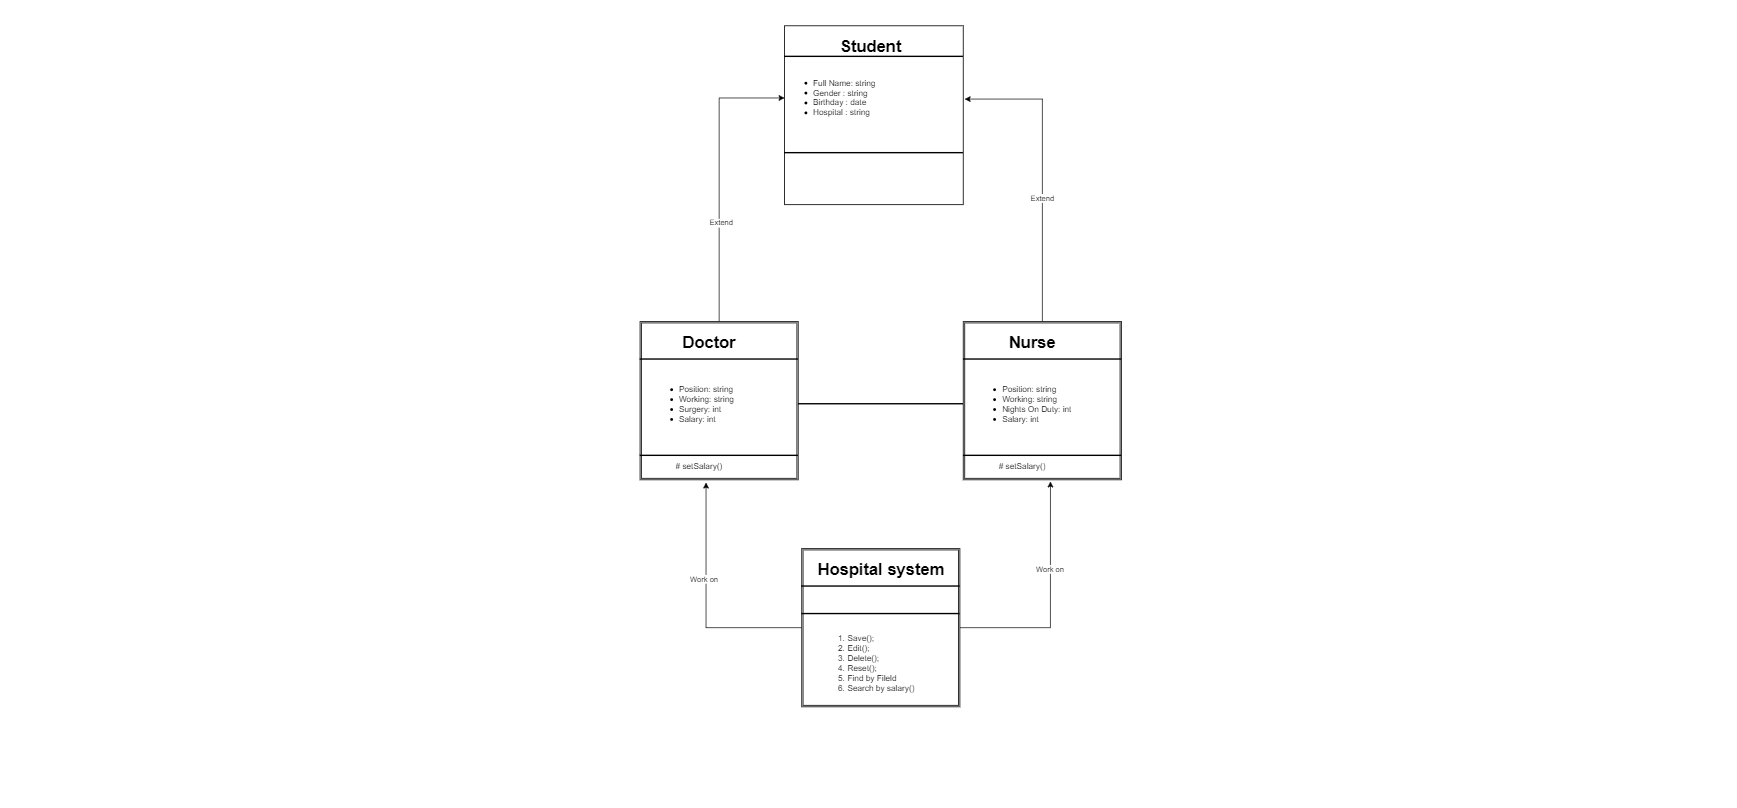 Student
• Full Name: string
• Gender : string
• Birthday : date
• Hospital : string
Extend
Extend
Doctor
• Position: string
• Working: string
• Surgery: int
• Salary: int
# setSalary()
Nurse
• Position: string
• Working: string
• Nights On Duty: int
• Salary: int
# setSalary()
Work on
Work on
Hospital system
1. Save();
2. Edit();
3. Delete();
4. Reset();
5. Find by FileId
6. Search by salary()